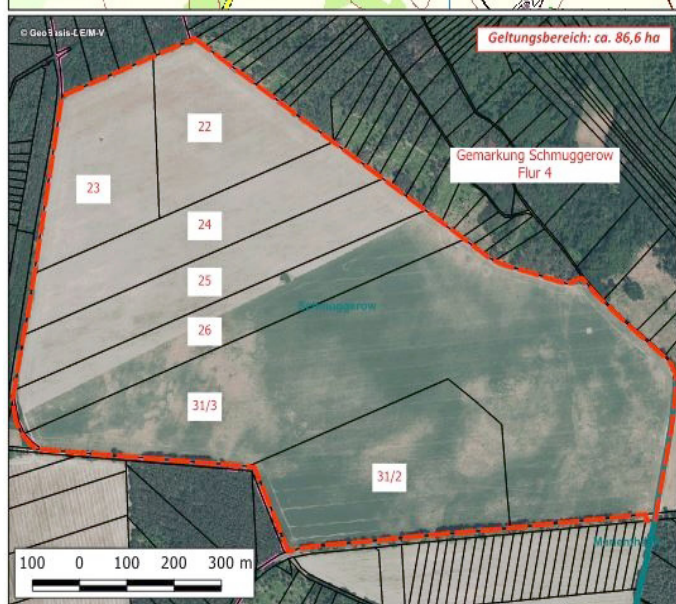 © GeoBasis-DE/M-V
Geltungsbereich: ca. 86,6 ha
22
Gemarkung Schmuggerow
Flur 4
23
24
25
Schmuggerow
26
31/3
31/2
100 0 100 200 300 m